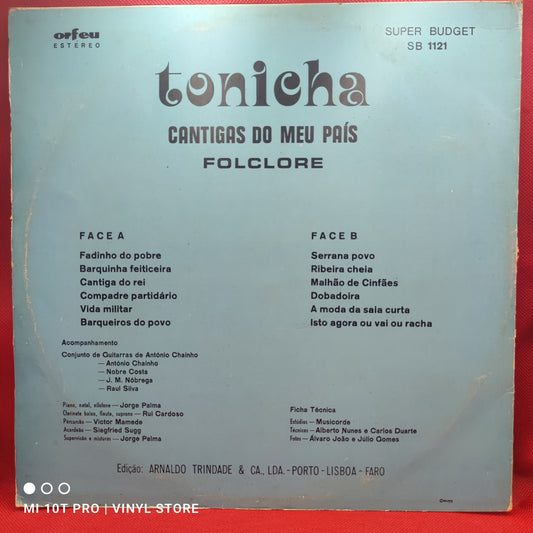 orfeu
ESTEREO
SUPER BUDGET
SB 1121
tonicha
CANTIGAS DO MEU PAÍS
FOLCLORE
FACE A
Fadinho do pobre
Barquinha feiticeira
Cantiga do rei
Compadre partidário
Vida militar
Barqueiros do povo
FACE B
Serrana povo
Ribeira cheia
Malhão de Cinfães
Dobadoira
A moda da saia curta
Isto agora ou vai ou racha
Acompanhamento
Conjunto de Guitarras de António Chainho
— António Chainho
— Nobre Costa
— J. M. Nóbrega
— Raul Silva
Piano, xilofone — Jorge Palma
Clarinete baixo, flauta, soprano — Rui Cardoso
Percussão — Victor Mamede
Acordeão — Siegfried Sugg
Supervisão e misturas — Jorge Palma
Ficha Técnica
Estúdios — Musicorde
Técnicos — Alberto Nunes e Carlos Duarte
Fotos — Álvaro João e Júlio Gomes
Edição: ARNALDO TRINDADE & CA., LDA. - PORTO - LISBOA - FARO
MI 10T PRO | VINYL STORE